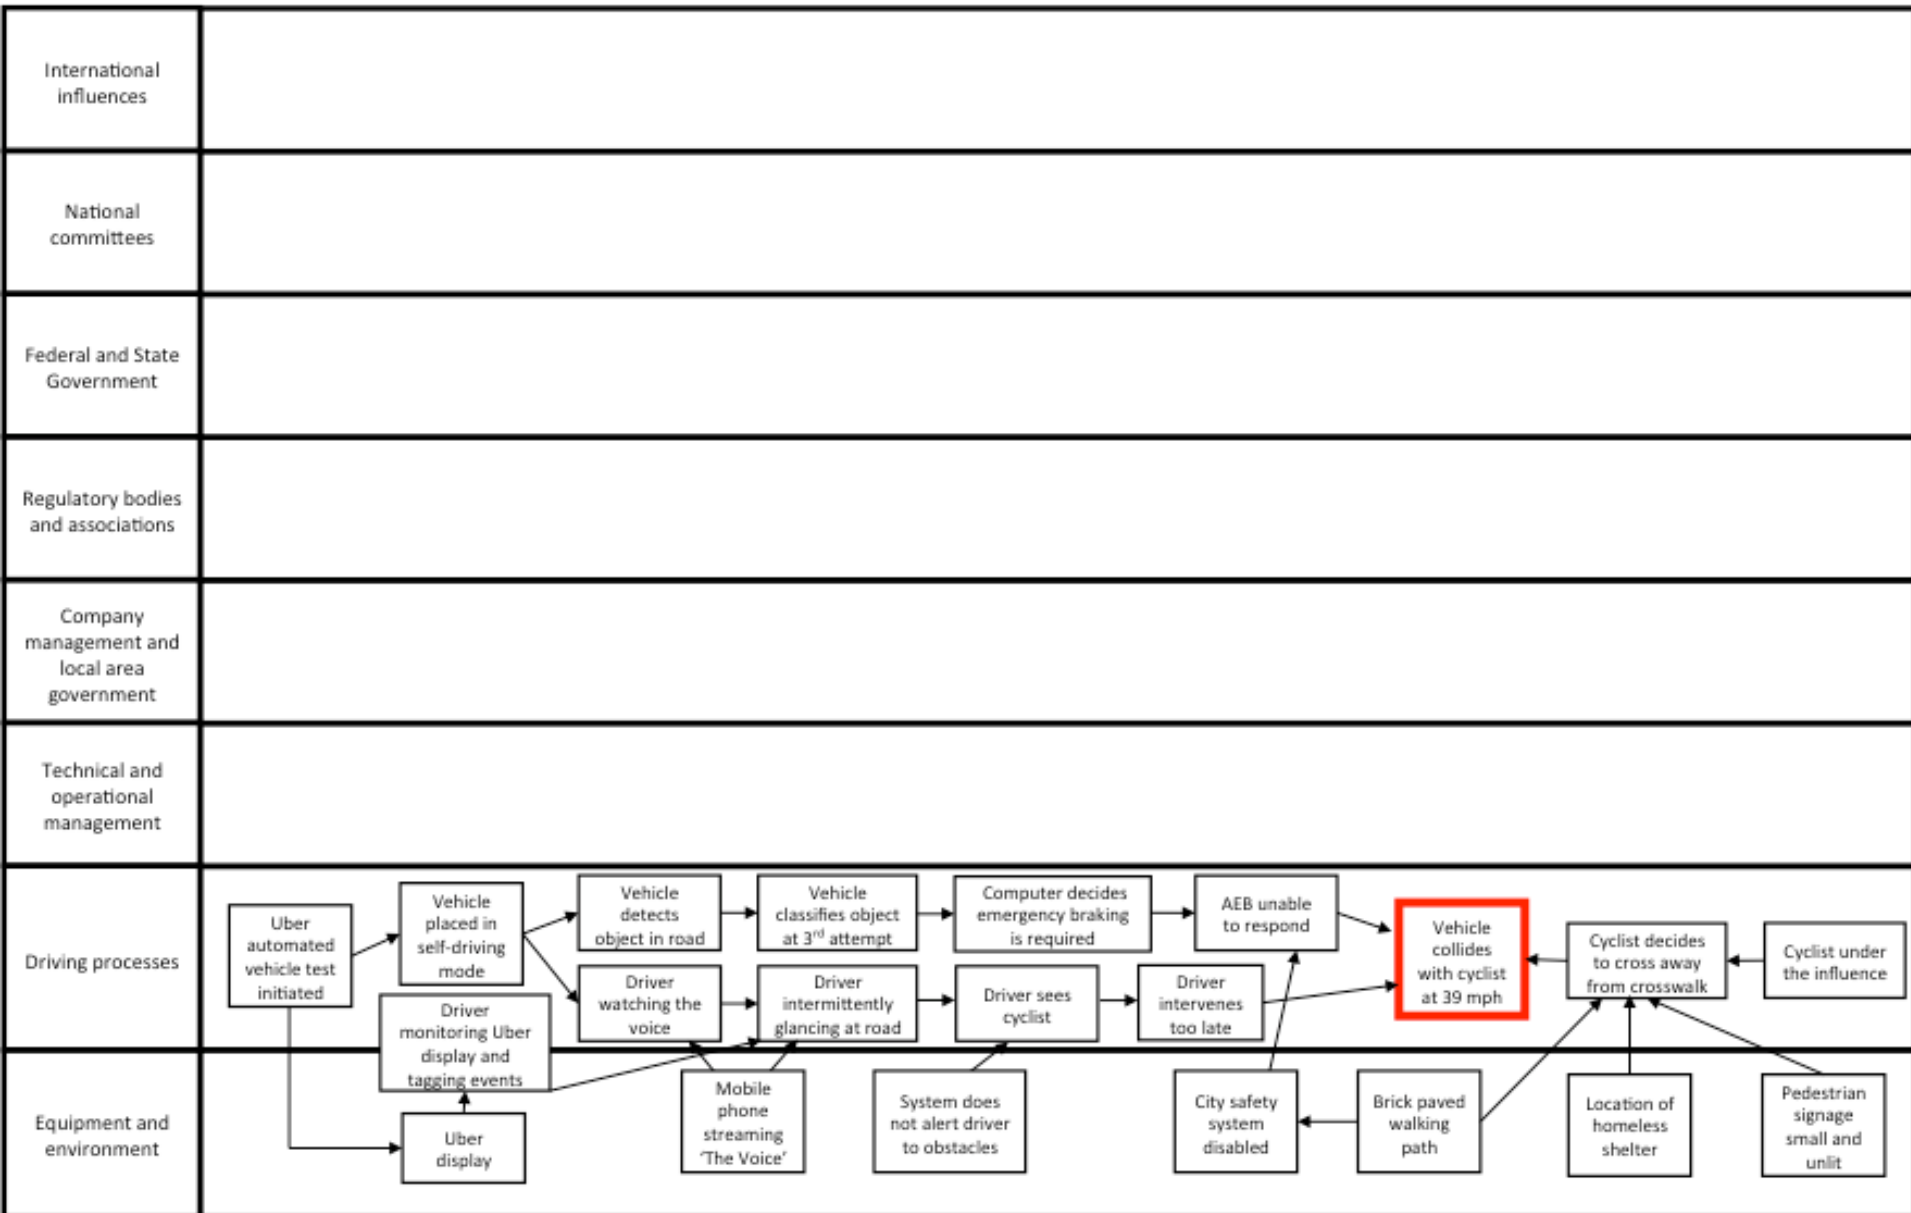 International
influences
National
committees
Federal and State
Government
Regulatory bodies
and associations
Company
management and
local area
government
Technical and
operational
management
Driving processes
Uber
automated
vehicle test
initiated
Vehicle
placed in
self-driving
mode
Vehicle
detects
object in road
Vehicle
classifies object
at 3rd attempt
Computer decides
emergency braking
is required
AEB unable
to respond
Vehicle
collides
with cyclist
at 39 mph
Cyclist decides
to cross away
from crosswalk
Cyclist under
the influence
Driver
watching the
voice
Driver
intermittently
glancing at road
Driver sees
cyclist
Driver
intervenes
too late
Driver
monitoring Uber
display and
tagging events
Equipment and
environment
Uber
display
Mobile
phone
streaming
'The Voice'
System does
not alert driver
to obstacles
City safety
system
disabled
Brick paved
walking
path
Location of
homeless
shelter
Pedestrian
signage
small and
unlit